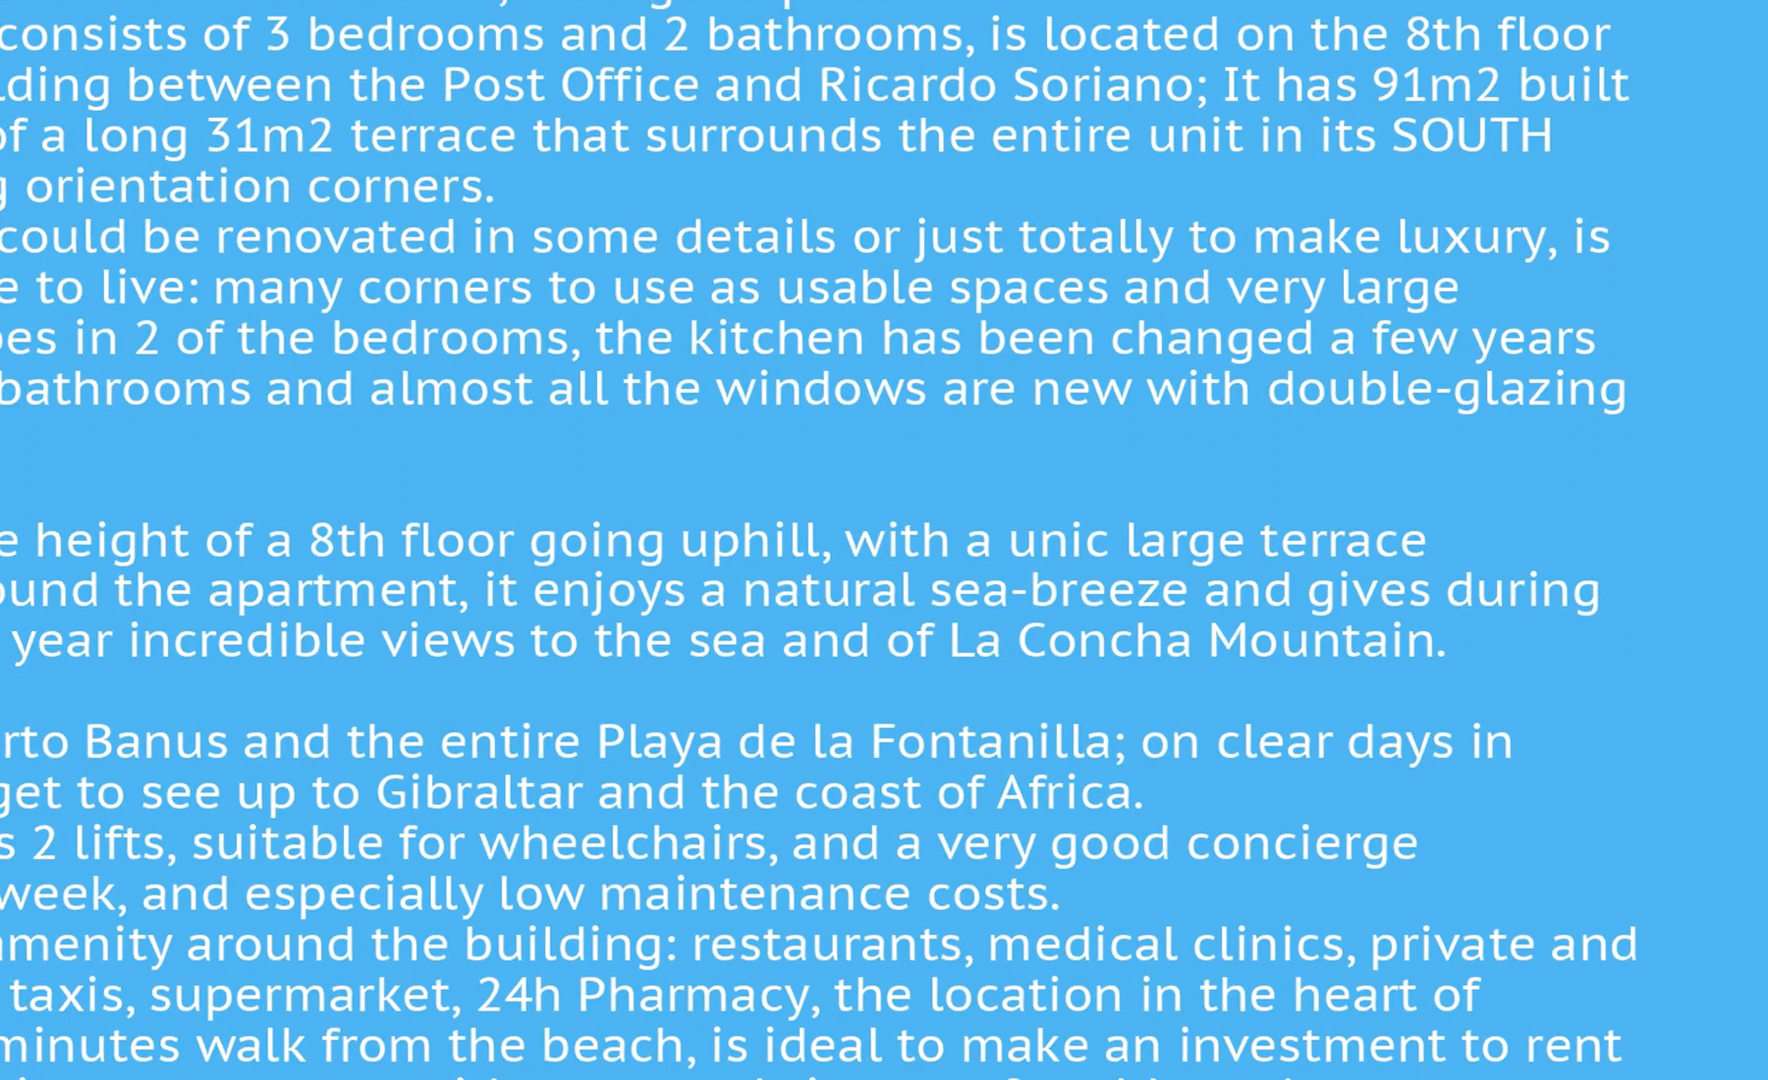 consists of 3 bedrooms and 2 bathrooms, is located on the 8th floor
between the Post Office and Ricardo Soriano; It has 91m2 built
of a long 31m2 terrace that surrounds the entire unit in its SOUTH
orientation corners.
could be renovated in some details or just totally to make luxury, is
to live: many corners to use as usable spaces and very large
in 2 of the bedrooms, the kitchen has been changed a few years
bathrooms and almost all the windows are new with double-glazing
height of a 8th floor going uphill, with a unic large terrace
the apartment, it enjoys a natural sea-breeze and gives during
year incredible views to the sea and of La Concha Mountain.
Banus and the entire Playa de la Fontanilla; on clear days in
get to see up to Gibraltar and the coast of Africa.
2 lifts, suitable for wheelchairs, and a very good concierge
week, and especially low maintenance costs.
amenity around the building: restaurants, medical clinics, private and
taxis, supermarket, 24h Pharmacy, the location in the heart of
minutes walk from the beach, is ideal to make an investment to rent